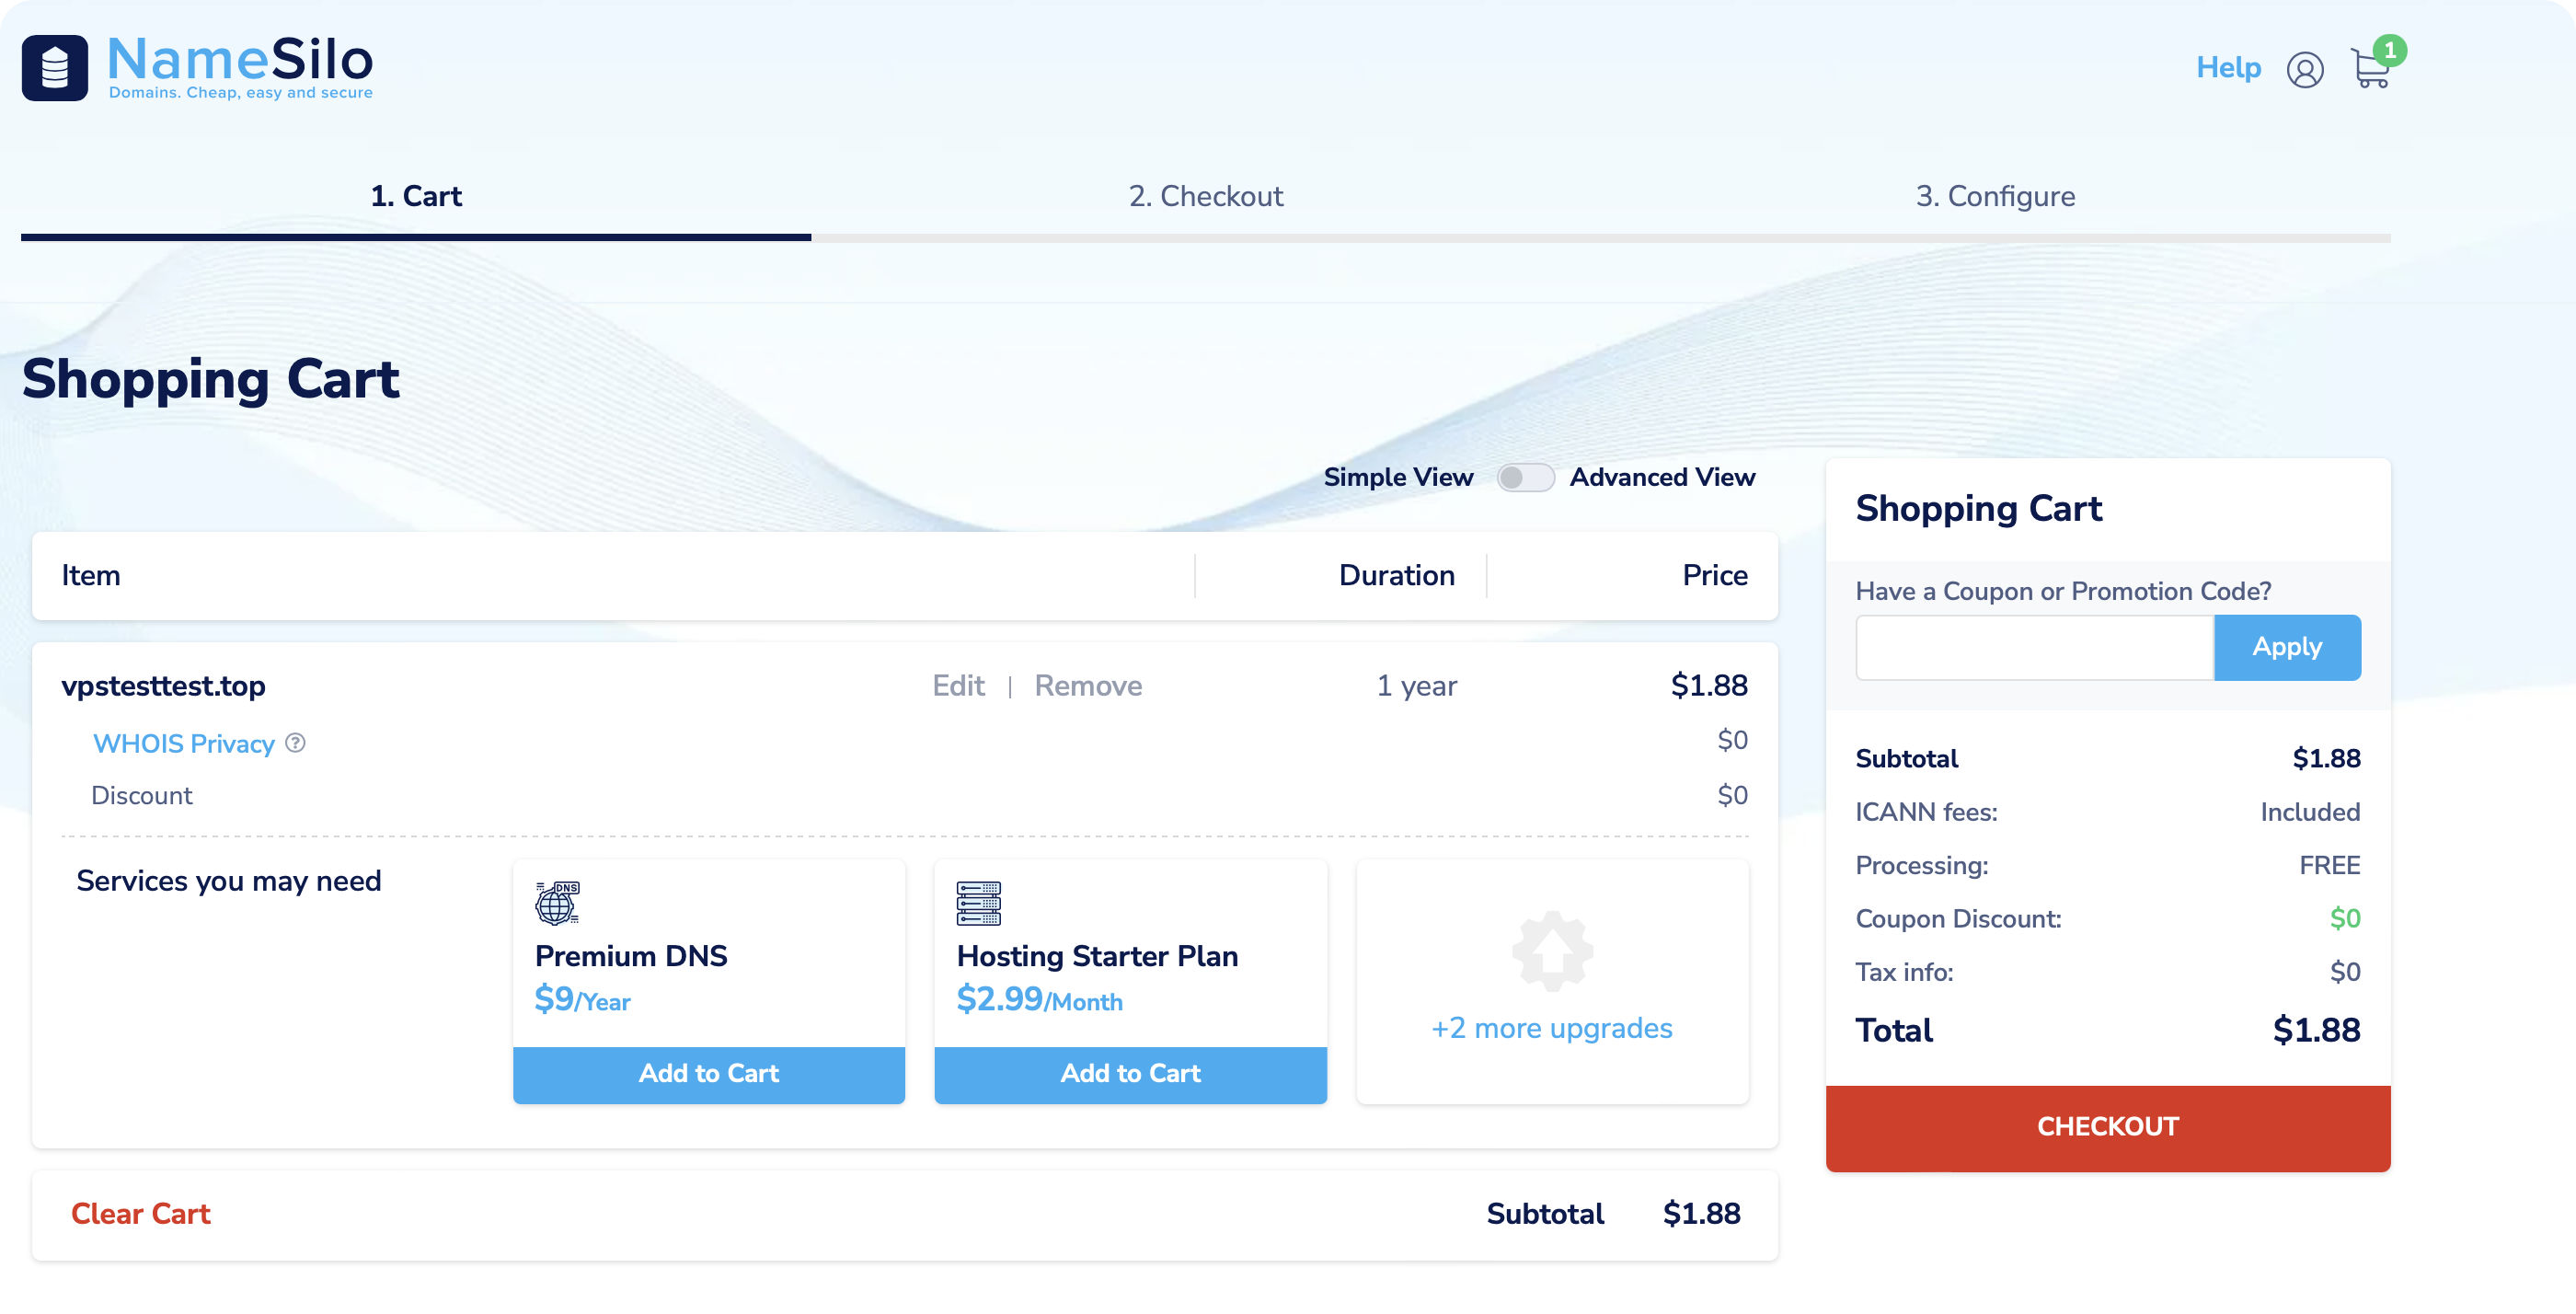 NameSilo
Domains. Cheap, easy and secure
Help
1
1. Cart
2. Checkout
3. Configure
Shopping Cart
Simple View
Advanced View
Item
Duration
Price
vpstesttest.top
Edit | Remove
1 year
$1.88
WHOIS Privacy ?
$0
Discount
$0
Services you may need
DNS
Premium DNS
$9/Year
Add to Cart
Hosting Starter Plan
$2.99/Month
Add to Cart
+2 more upgrades
Clear Cart
Subtotal $1.88
Shopping Cart
Have a Coupon or Promotion Code?
Apply
Subtotal $1.88
ICANN fees: Included
Processing: FREE
Coupon Discount: $0
Tax info: $0
Total $1.88
CHECKOUT